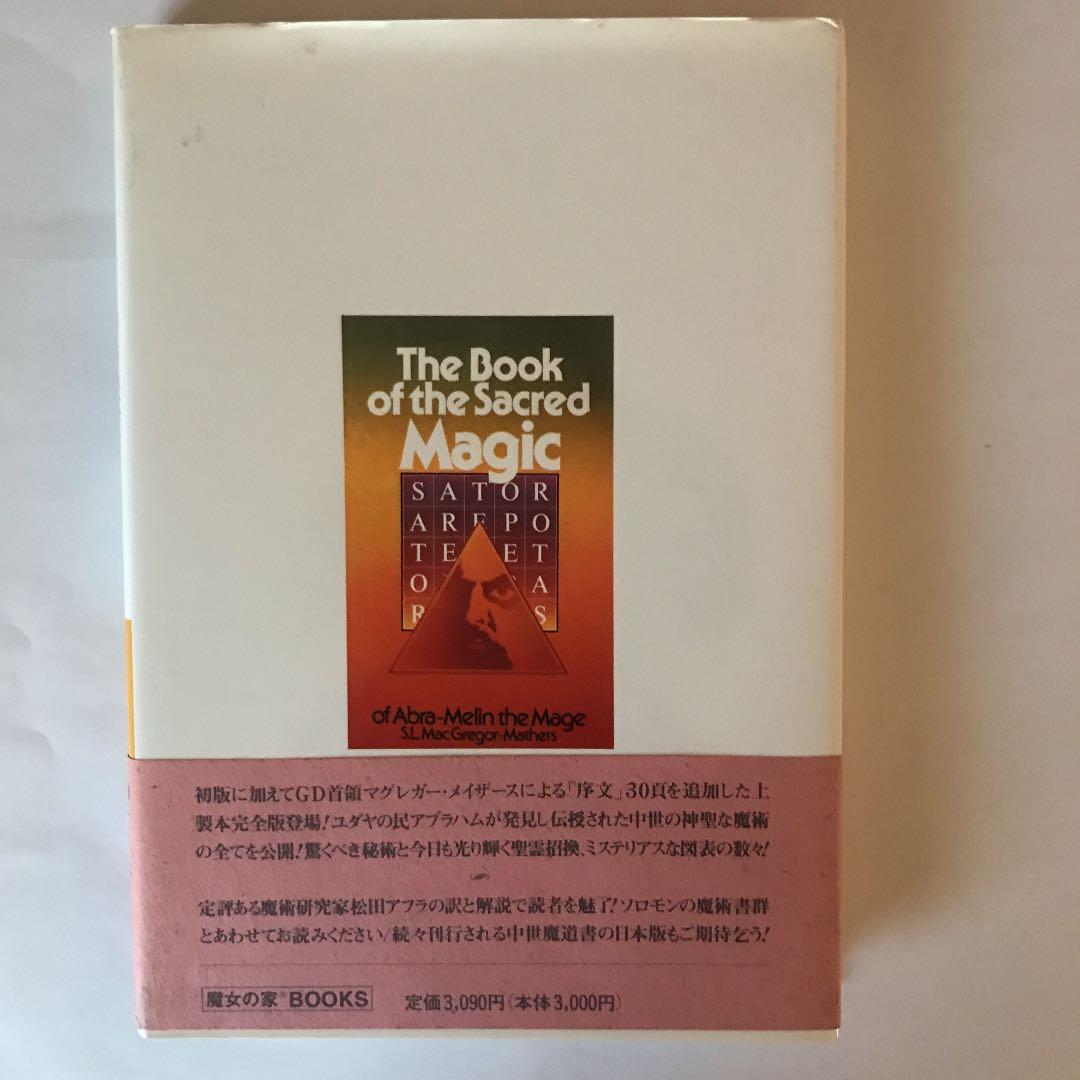 The Book
of the Sacred
Magic
SATOR
AREPO
T E E T
O A
R S
of Abra-Melin the Mage
S.L. MacGregor-Mathers
初版に加えてGD首領マグレガー・メイザースによる「序文」30頁を追加した上
製本完全版登場!ユダヤの民アブラハムが発見し伝授された中世の神聖な魔術
の全てを公開!驚くべき秘術と今日も光り輝く聖霊招換、ミステリアスな図表の数々!
定評ある魔術研究家松田アフラの訳と解説で読者を魅了!ソロモンの魔術書群
とあわせてお読みください/続々刊行される中世魔道書の日本版もご期待乞う!
魔女の家®BOOKS 定価3,090円(本体3,000円)